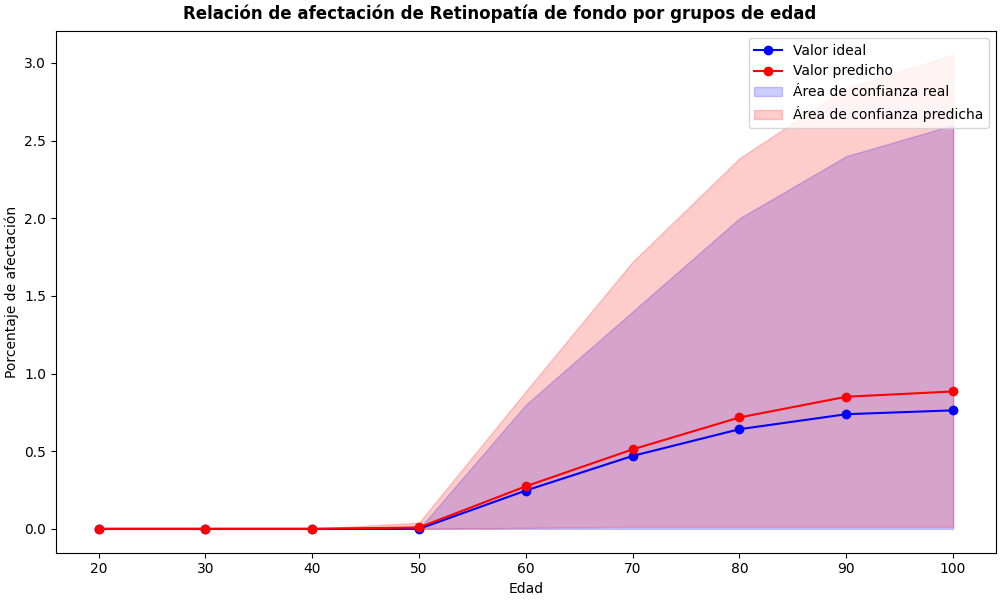 Relación de afectación de Retinopatía de fondo por grupos de edad
Valor ideal
Valor predicho
Área de confianza real
Área de confianza predicha
Porcentaje de afectación
3.0
2.5
2.0
1.5
1.0
0.5
0.0
20 30 40 50 60 70 80 90 100
Edad